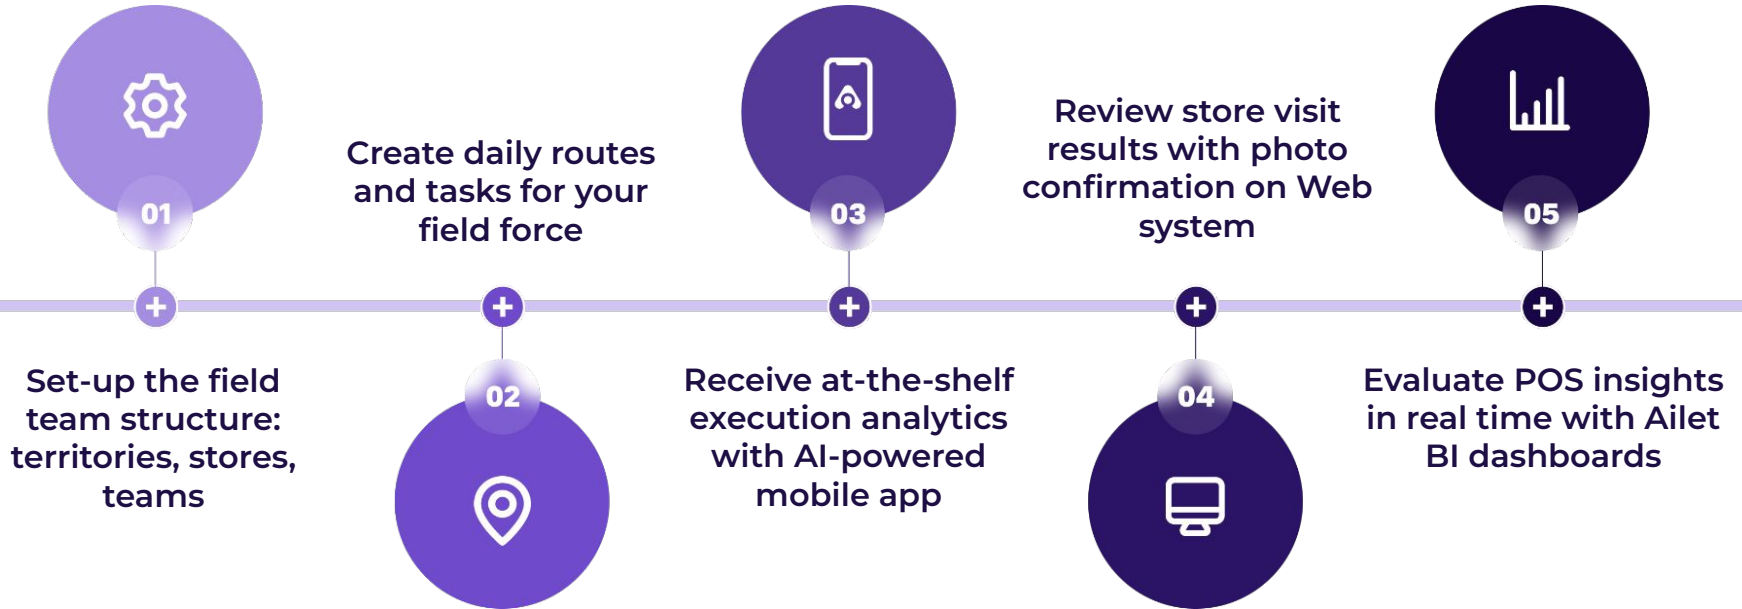 01
Set-up the field
team structure:
territories, stores,
teams
Create daily routes
and tasks for your
field force
02
03
Receive at-the-shelf
execution analytics
with AI-powered
mobile app
Review store visit
results with photo
confirmation on Web
system
04
05
Evaluate POS insights
in real time with Ailet
BI dashboards